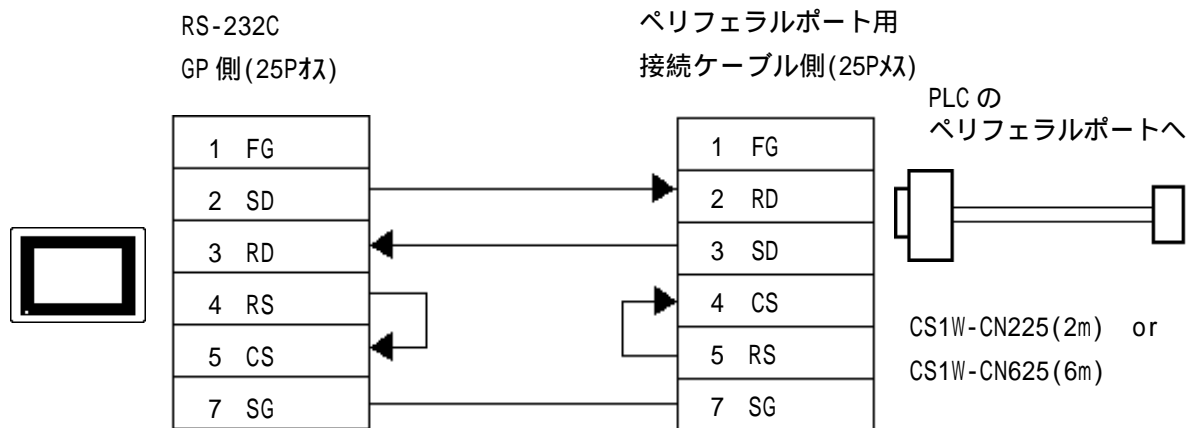 RS-232C
GP側(25Pオス)
1 FG
2 SD
3 RD
4 RS
5 CS
7 SG
ペリフェラルポート用
接続ケーブル側(25Pメス)
1 FG
2 RD
3 SD
4 CS
5 RS
7 SG
PLCの
ペリフェラルポートへ
CS1W-CN225(2m) or
CS1W-CN625(6m)